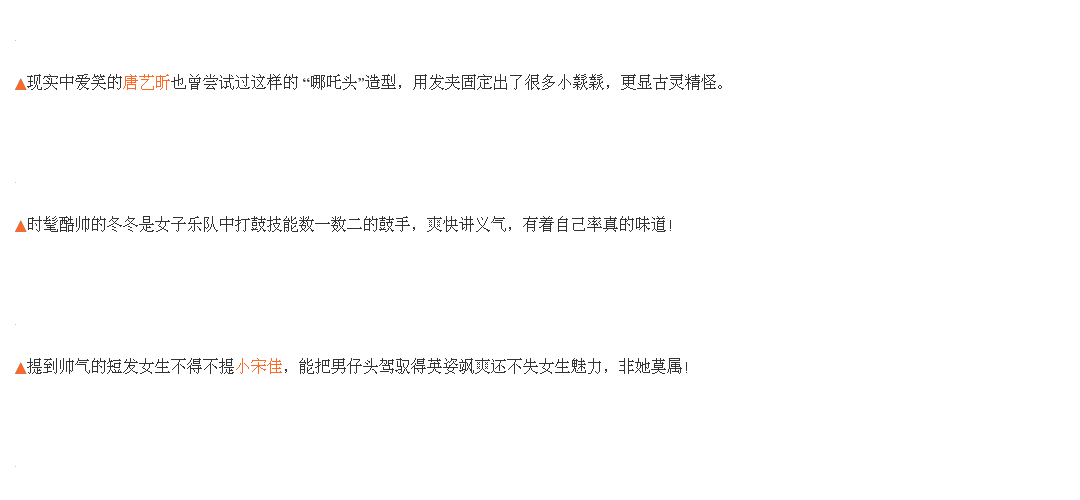 ▲现实中爱笑的唐艺昕也曾尝试过这样的 “哪吒头”造型，用发夹固定出了很多小鬏鬏，更显古灵精怪。
▲时髦酷帅的冬冬是女子乐队中打鼓技能数一数二的鼓手，爽快讲义气，有着自己率真的味道!
▲提到帅气的短发女生不得不提小宋佳，能把男仔头驾驭得英姿飒爽还不失女生魅力，非她莫属!